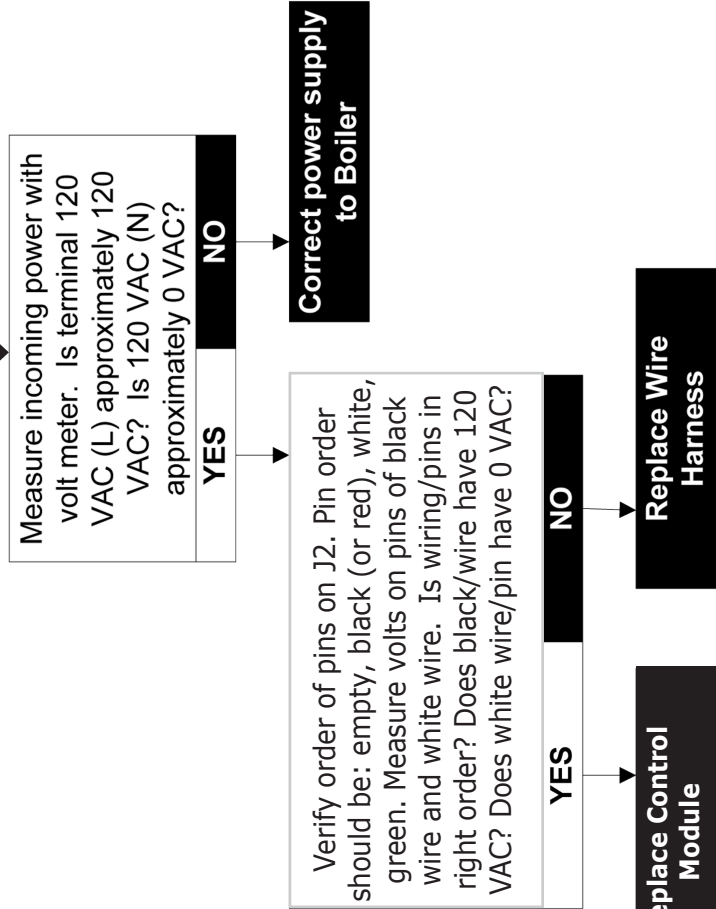 Measure incoming power with
volt meter.  Is terminal 120
VAC (L) approximately 120
VAC?  Is 120 VAC (N)
approximately 0 VAC?
YES
NO
Correct power supply
to Boiler
Verify order of pins on J2. Pin order
should be: empty, black (or red), white,
green. Measure volts on pins of black
wire and white wire.  Is wiring/pins in
right order? Does black/wire have 120
VAC? Does white wire/pin have 0 VAC?
YES
NO
Replace Wire
Harness
eplace Control
Module